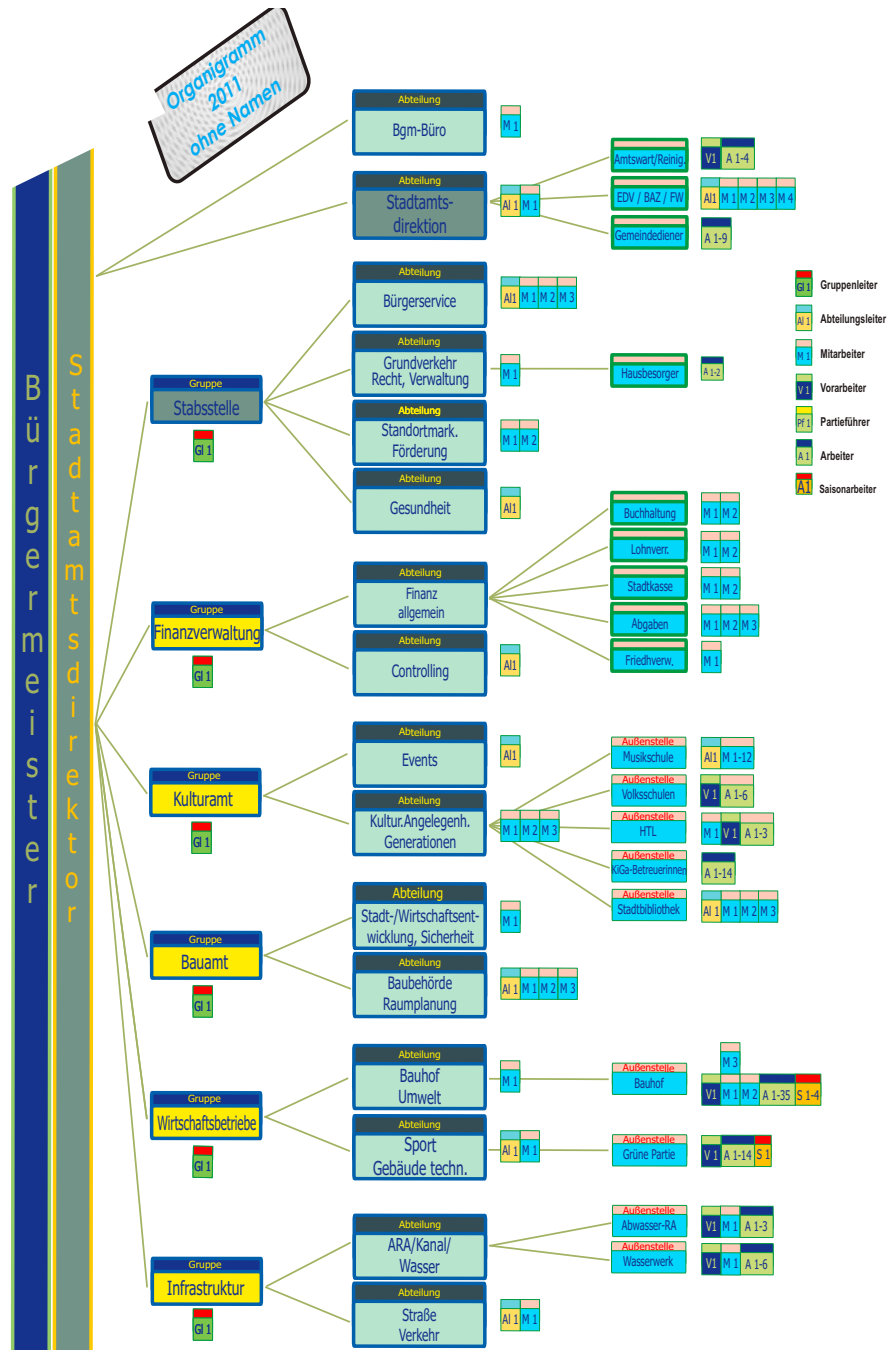 Organigramm
2011
ohne Namen
Bürgermeister
Stadtamtsdirektor
Abteilung
Bgm-Büro
M 1
Abteilung
Stadtamts-
direktion
Al 1 M 1
Amtswart/Reinig.
V1 A 1-4
EDV / BAZ / FW
Al1 M 1 M 2 M 3 M 4
Gemeindediener
A 1-9
Gl 1 Gruppenleiter
Al 1 Abteilungsleiter
M 1 Mitarbeiter
V 1 Vorarbeiter
Pf 1 Partieführer
A 1 Arbeiter
A1 Saisonarbeiter
Gruppe
Stabsstelle
Gl 1
Abteilung
Bürgerservice
Al1 M 1 M 2 M 3
Abteilung
Grundverkehr
Recht, Verwaltung
M 1
Hausbesorger
A 1-2
Abteilung
Standortmark.
Förderung
M 1 M 2
Abteilung
Gesundheit
Al1
Gruppe
Finanzverwaltung
Gl 1
Abteilung
Finanz
allgemein
Buchhaltung
M 1 M 2
Lohnverr.
M 1 M 2
Stadtkasse
M 1 M 2
Abgaben
M 1 M 2 M 3
Friedhverw.
M 1
Abteilung
Controlling
Al1
Gruppe
Kulturamt
Gl 1
Abteilung
Events
Al1
Abteilung
Kultur.Angelegenh.
Generationen
M 1 M 2 M 3
Außenstelle
Musikschule
Al1 M 1-12
Außenstelle
Volksschulen
V 1 A 1-6
Außenstelle
HTL
M 1 V 1 A 1-3
Außenstelle
KiGa-Betreuerinnen
A 1-14
Außenstelle
Stadtbibliothek
Al 1 M 1 M 2 M 3
Gruppe
Bauamt
Gl 1
Abteilung
Stadt-/Wirtschaftsent-
wicklung, Sicherheit
M 1
Abteilung
Baubehörde
Raumplanung
Al 1 M 1 M 2 M 3
Gruppe
Wirtschaftsbetriebe
Gl 1
Abteilung
Bauhof
Umwelt
M 1
Außenstelle
Bauhof
M 3
V1 M 1 M 2 A 1-35 S 1-4
Abteilung
Sport
Gebäude techn.
Al 1 M 1
Außenstelle
Grüne Partie
V 1 A 1-14 S 1
Gruppe
Infrastruktur
Gl 1
Abteilung
ARA/Kanal/
Wasser
Außenstelle
Abwasser-RA
V1 M 1 A 1-3
Außenstelle
Wasserwerk
V1 M 1 A 1-6
Abteilung
Straße
Verkehr
Al 1 M 1